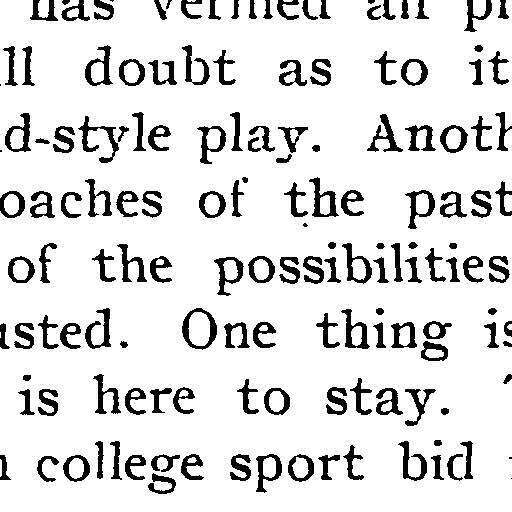 has verified all
ll doubt as to it
d-style play. Anoth
oaches of the past
of the possibilities
usted. One thing is
is here to stay.
college sport bid